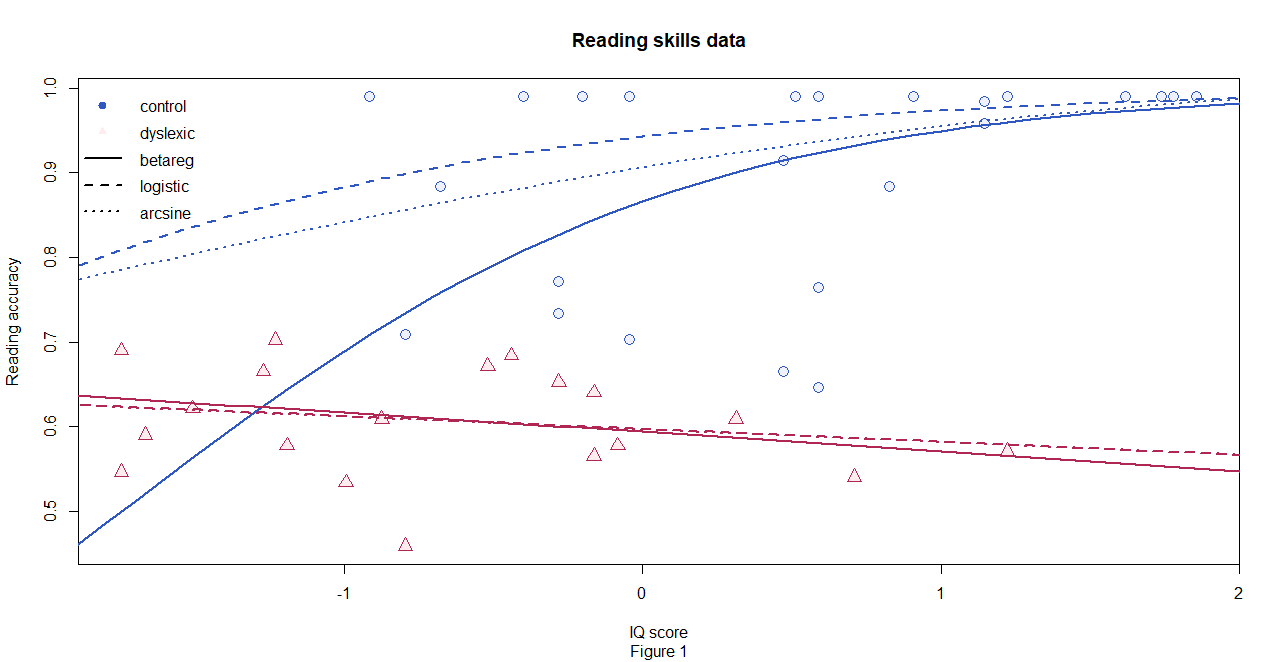 Reading skills data
control
dyslexic
betareg
logistic
arcsine
Reading accuracy
1.0
0.9
0.8
0.7
0.6
0.5
-1
0
1
2
IQ score
Figure 1